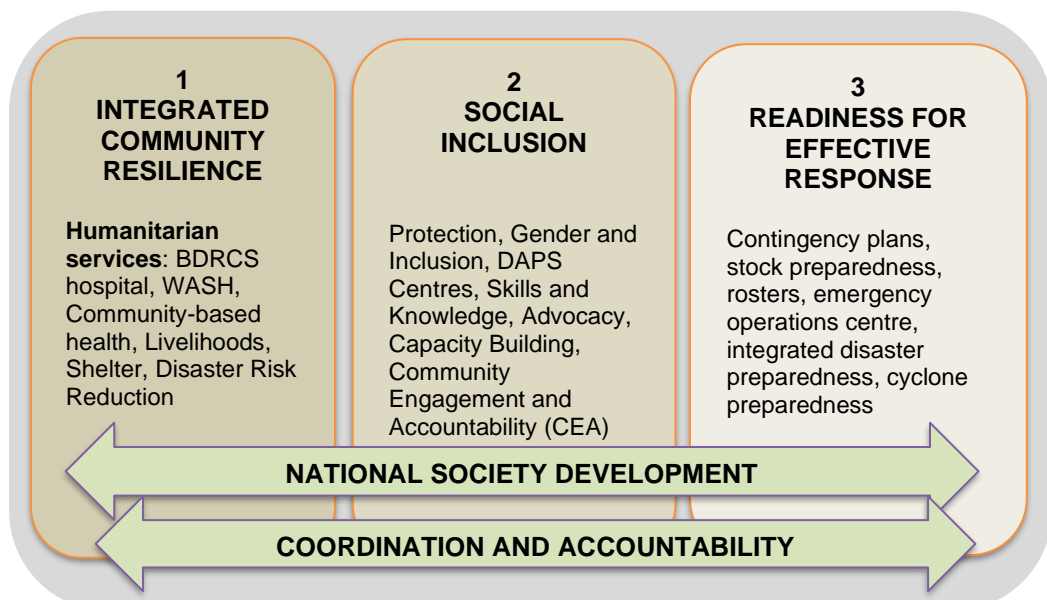 1
INTEGRATED
COMMUNITY
RESILIENCE
Humanitarian
services: BDRCS
hospital, WASH,
Community-based
health, Livelihoods,
Shelter, Disaster Risk
Reduction
2
SOCIAL
INCLUSION
Protection, Gender and
Inclusion, DAPS
Centres, Skills and
Knowledge, Advocacy,
Capacity Building,
Community
Engagement and
Accountability (CEA)
3
READINESS FOR
EFFECTIVE
RESPONSE
Contingency plans,
stock preparedness,
rosters, emergency
operations centre,
integrated disaster
preparedness, cyclone
preparedness
NATIONAL SOCIETY DEVELOPMENT
COORDINATION AND ACCOUNTABILITY